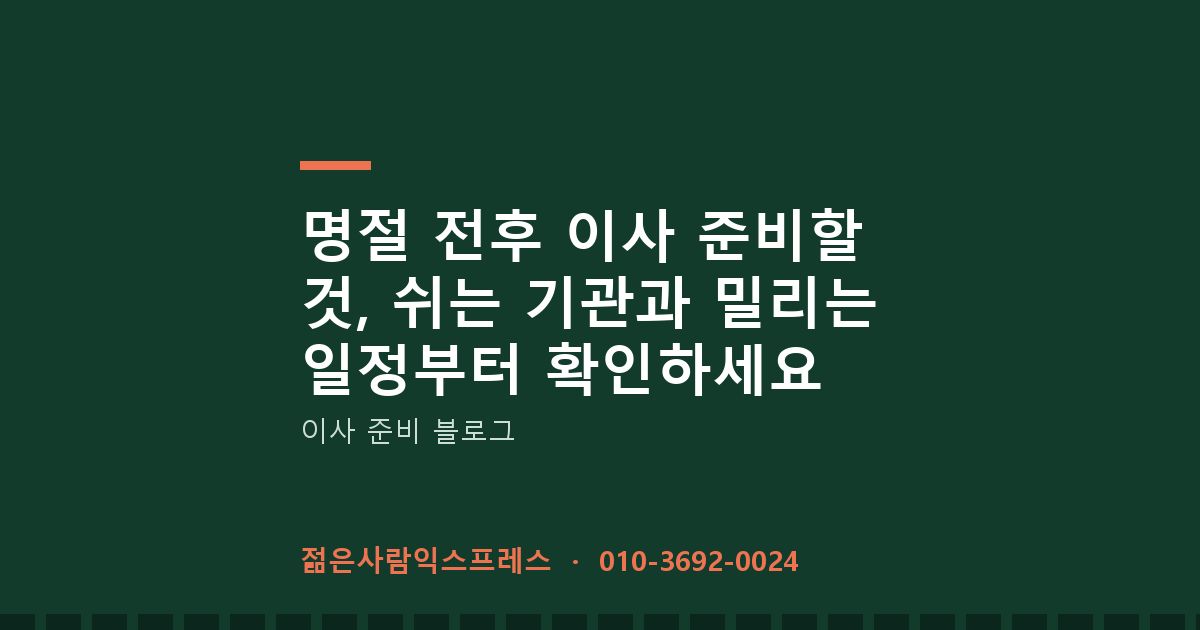 명절 전후 이사 준비할
것, 쉬는 기관과 밀리는
일정부터 확인하세요
이사 준비 블로그
젊은사람익스프레스 · 010-3692-0024